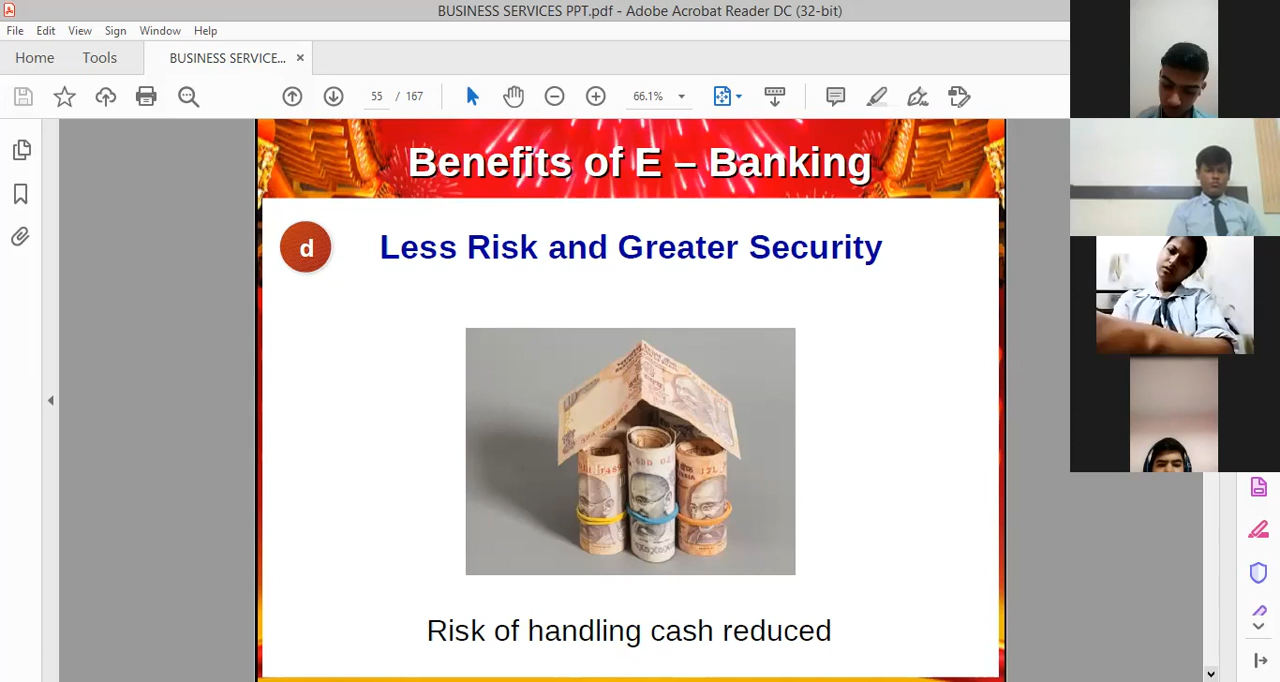 BUSINESS SERVICES PPT.pdf - Adobe Acrobat Reader DC (32-bit)
File Edit View Sign Window Help
Home Tools BUSINESS SERVICE... ×
55 / 167 66.1%
Benefits of E – Banking
d Less Risk and Greater Security
Risk of handling cash reduced